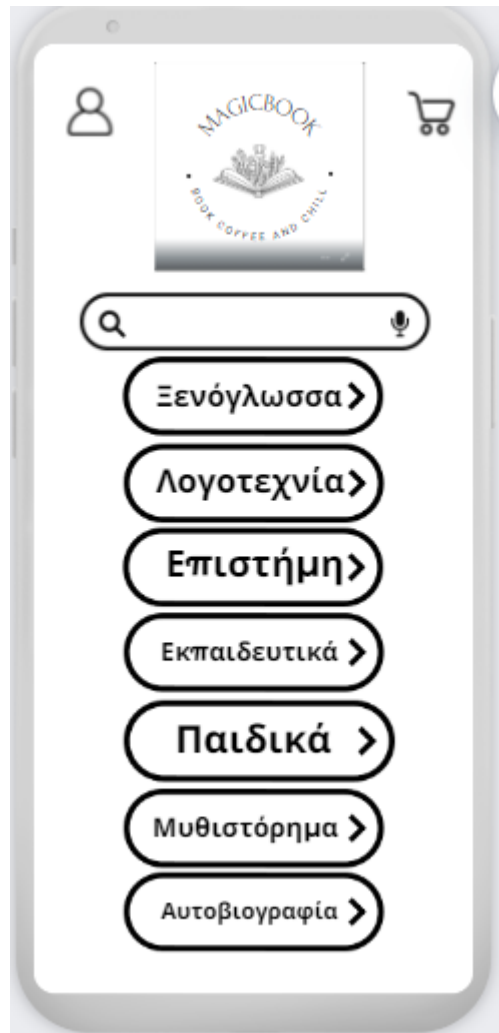 MAGICBOOK
• BOOK COFFEE AND CHILL •
Ξενόγλωσσα
Λογοτεχνία
Επιστήμη
Εκπαιδευτικά
Παιδικά
Μυθιστόρημα
Αυτοβιογραφία